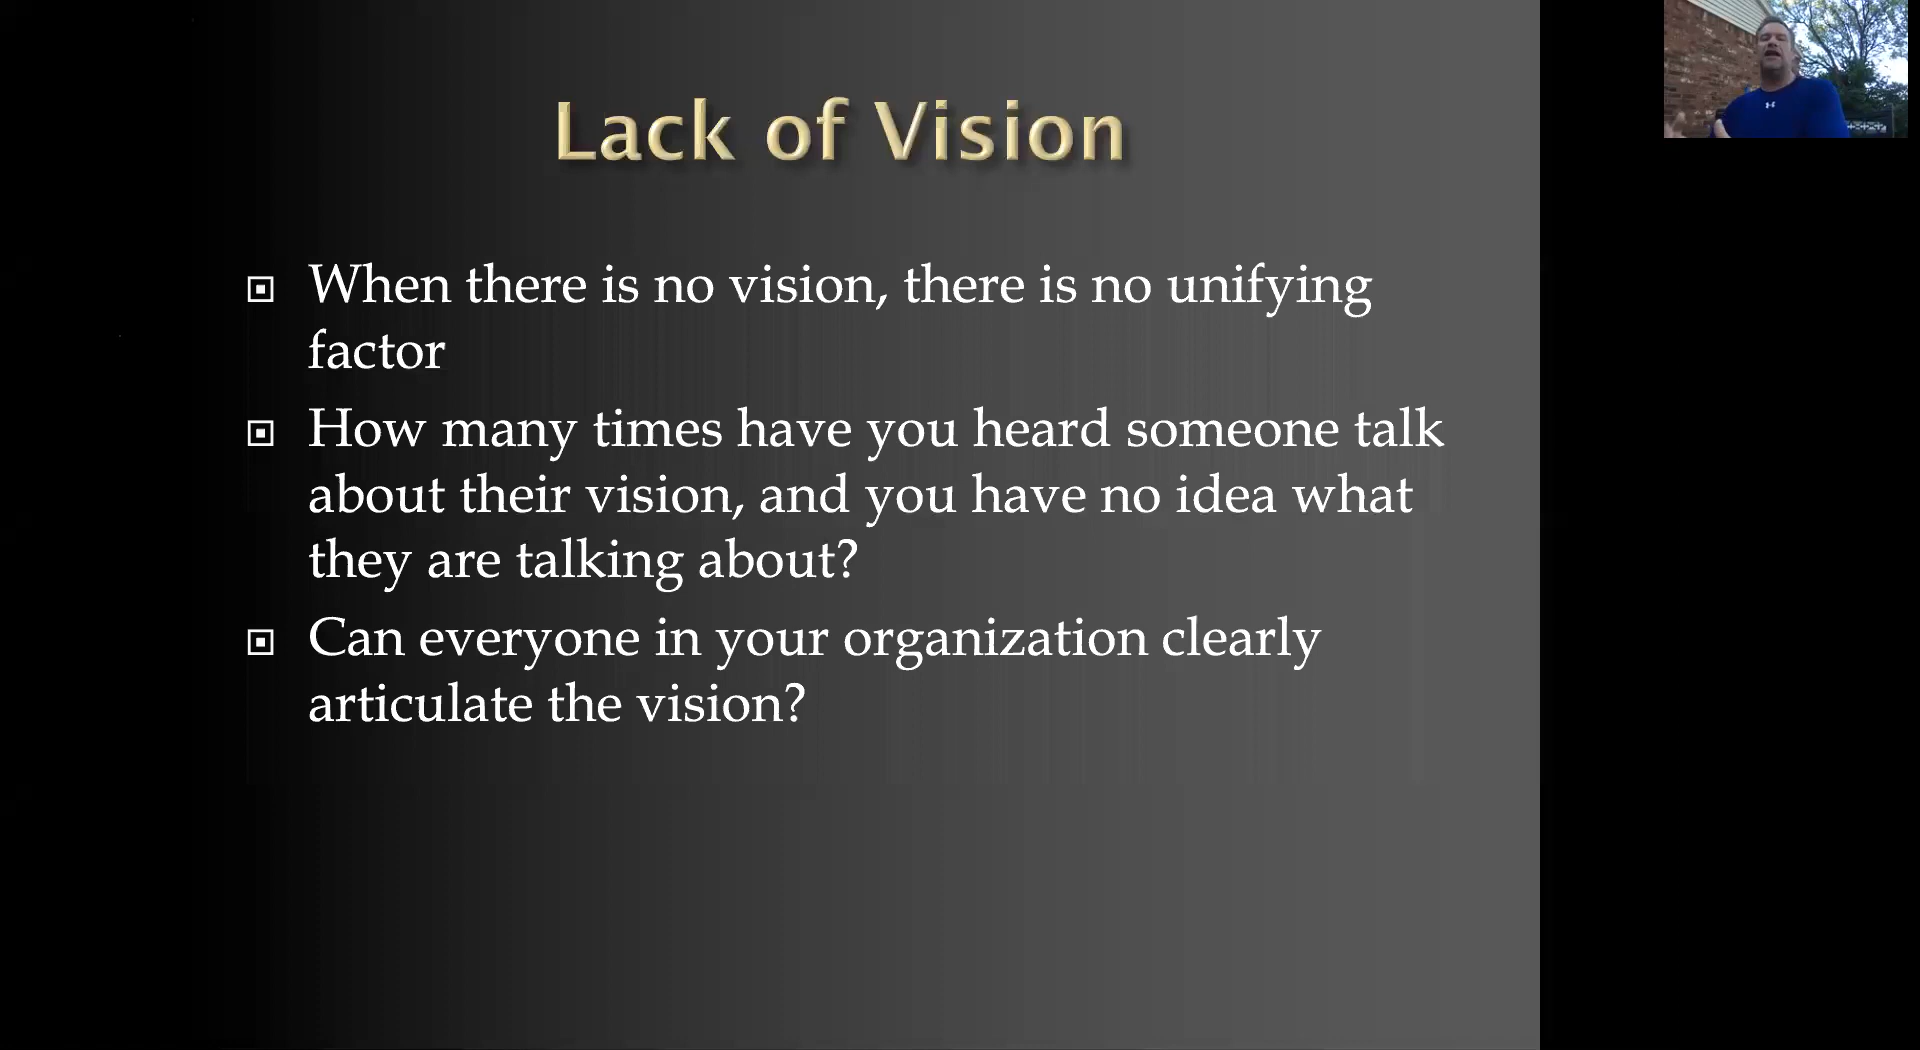 Lack of Vision
When there is no vision, there is no unifying
factor
How many times have you heard someone talk
about their vision, and you have no idea what
they are talking about?
Can everyone in your organization clearly
articulate the vision?